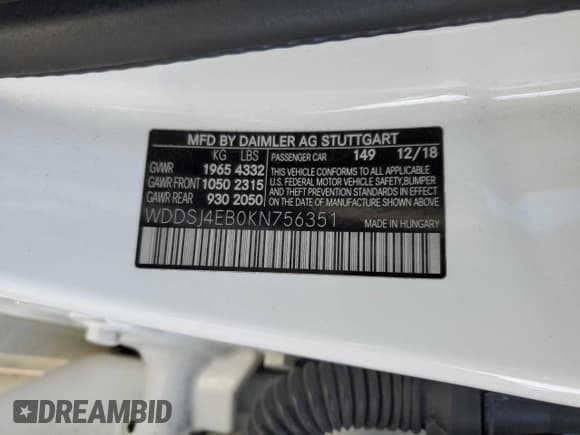 MFD BY DAIMLER AG STUTTGART
KG LBS PASSENGER CAR 149 12/18
GVWR 1965 4332
GAWR FRONT 1050 2315
GAWR REAR 930 2050
THIS VEHICLE CONFORMS TO ALL APPLICABLE
U.S. FEDERAL MOTOR VEHICLE SAFETY,BUMPER
AND THEFT PREVENTION STANDARDS IN EFFECT
ON THE DATE OF MANUFACTURE SHOWN ABOVE.
WDDSJ4EB0KN756351
MADE IN HUNGARY
DREAMBID